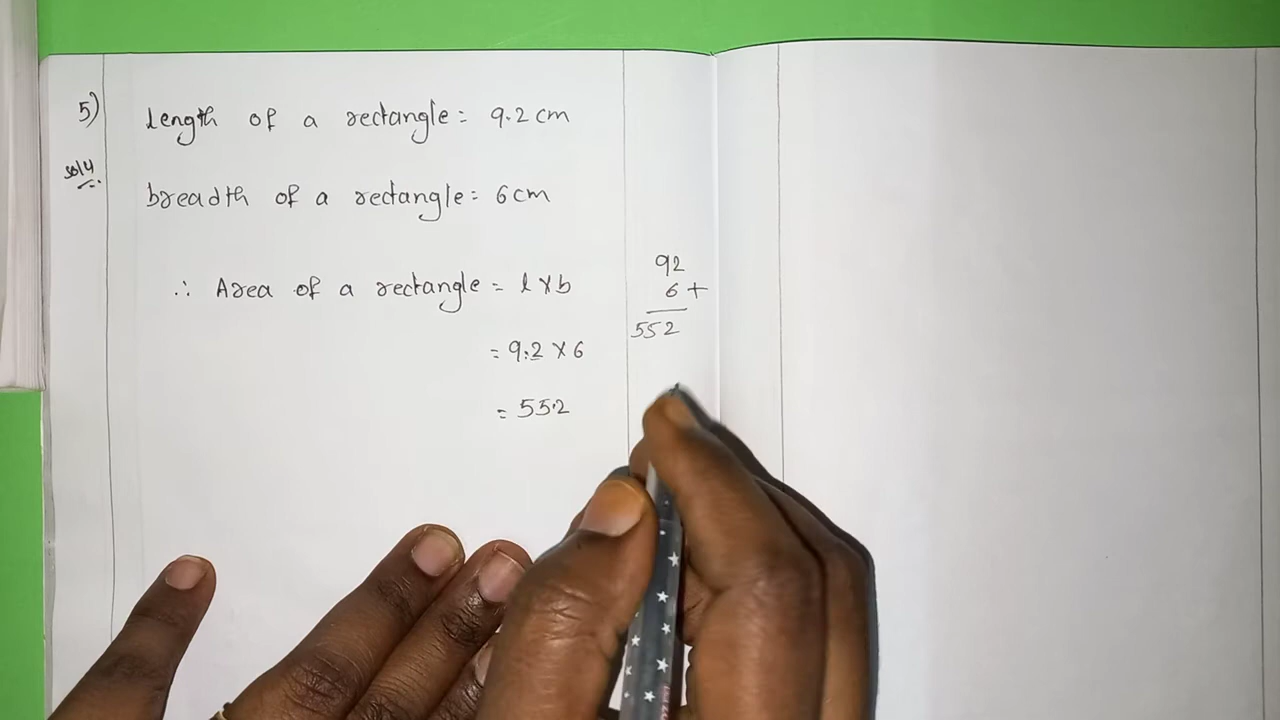 5) Length of a rectangle = 9.2 cm
soln
breadth of a rectangle = 6 cm
∴ Area of a rectangle = l x b
= 9.2 x 6
= 55.2
92
6 +
552